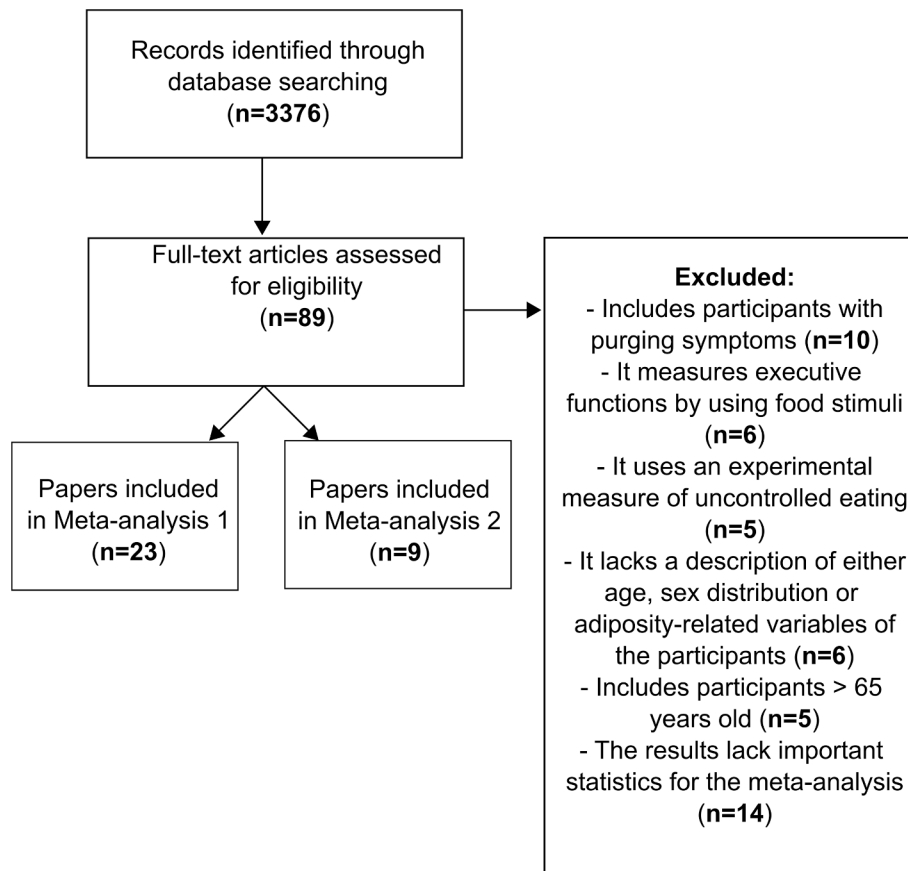 Records identified through
database searching
(n=3376)
Full-text articles assessed
for eligibility
(n=89)
Papers included
in Meta-analysis 1
(n=23)
Papers included
in Meta-analysis 2
(n=9)
Excluded:
- Includes participants with
purging symptoms (n=10)
- It measures executive
functions by using food stimuli
(n=6)
- It uses an experimental
measure of uncontrolled eating
(n=5)
- It lacks a description of either
age, sex distribution or
adiposity-related variables of
the participants (n=6)
- Includes participants > 65
years old (n=5)
- The results lack important
statistics for the meta-analysis
(n=14)